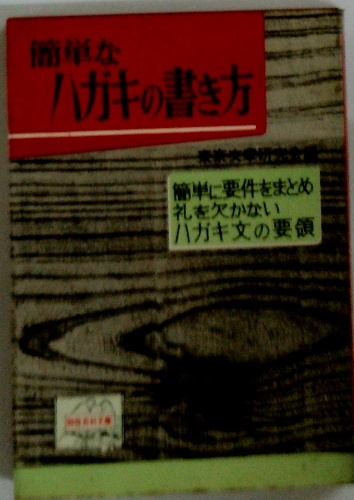 簡単な
ハガキの書き方
簡単に要件をまとめ
礼を欠かない
ハガキ文の要領